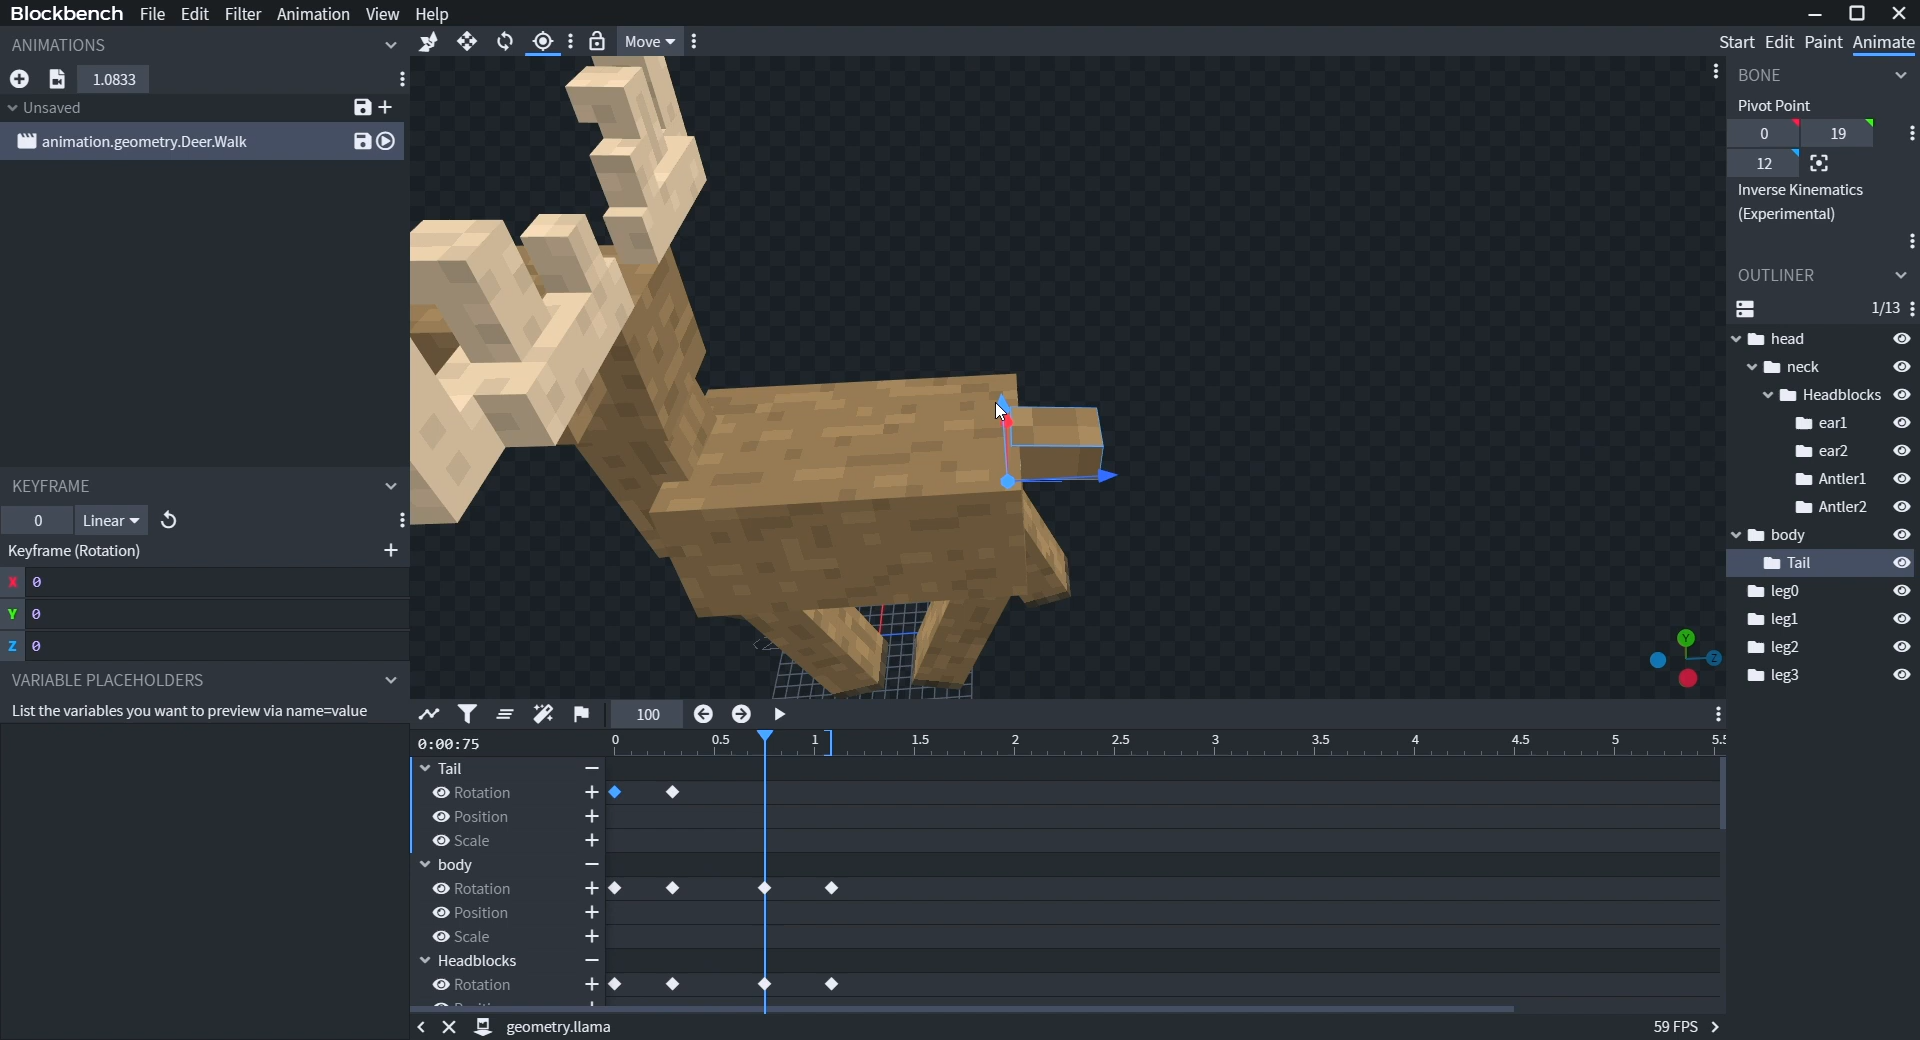 Blockbench File Edit Filter Animation View Help
Move
Start Edit Paint Animate
ANIMATIONS
1.0833
Unsaved
animation.geometry.Deer.Walk
KEYFRAME
0 Linear
Keyframe (Rotation)
X 0
Y 0
Z 0
VARIABLE PLACEHOLDERS
List the variables you want to preview via name=value
Y
Z
BONE
Pivot Point
0 19
12
Inverse Kinematics
(Experimental)
OUTLINER
1/13
head
neck
Headblocks
ear1
ear2
Antler1
Antler2
body
Tail
leg0
leg1
leg2
leg3
100
0:00:75 0 0.5 1 1.5 2 2.5 3 3.5 4 4.5 5 5.5
Tail
Rotation
Position
Scale
body
Rotation
Position
Scale
Headblocks
Rotation
geometry.llama
59 FPS